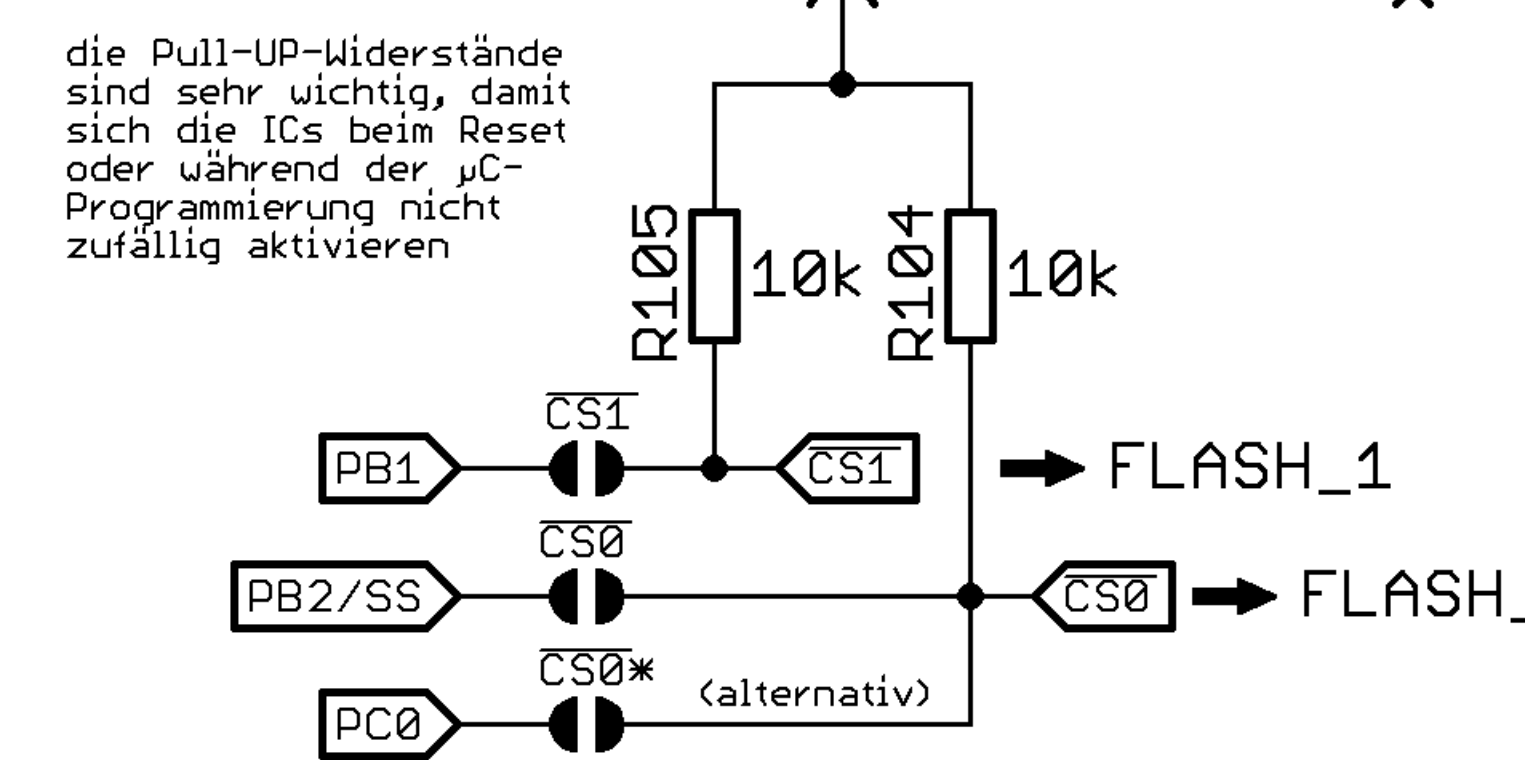 die Pull-UP-Widerstände
sind sehr wichtig, damit
sich die ICs beim Reset
oder während der µC-
Programmierung nicht
zufällig aktivieren
R105
10k
R104
10k
CS1
PB1
CS1
FLASH_1
CS0
PB2/SS
CS0
FLASH_
CS0*
(alternativ)
PC0